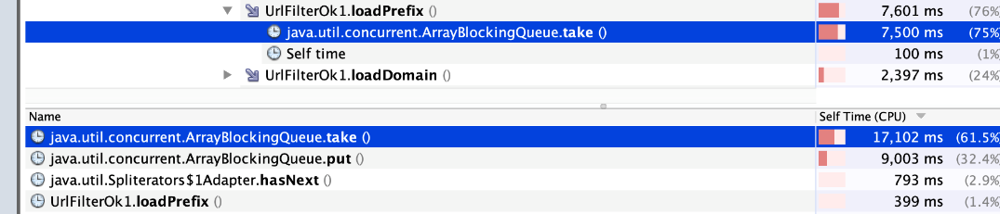 UrlFilterOk1.loadPrefix () 7,601 ms (76%
java.util.concurrent.ArrayBlockingQueue.take () 7,500 ms (75%
Self time 100 ms (1%
UrlFilterOk1.loadDomain () 2,397 ms (24%
Name Self Time (CPU)
java.util.concurrent.ArrayBlockingQueue.take () 17,102 ms (61.5%
java.util.concurrent.ArrayBlockingQueue.put () 9,003 ms (32.4%
java.util.Spliterators$1Adapter.hasNext () 793 ms (2.9%
UrlFilterOk1.loadPrefix () 399 ms (1.4%